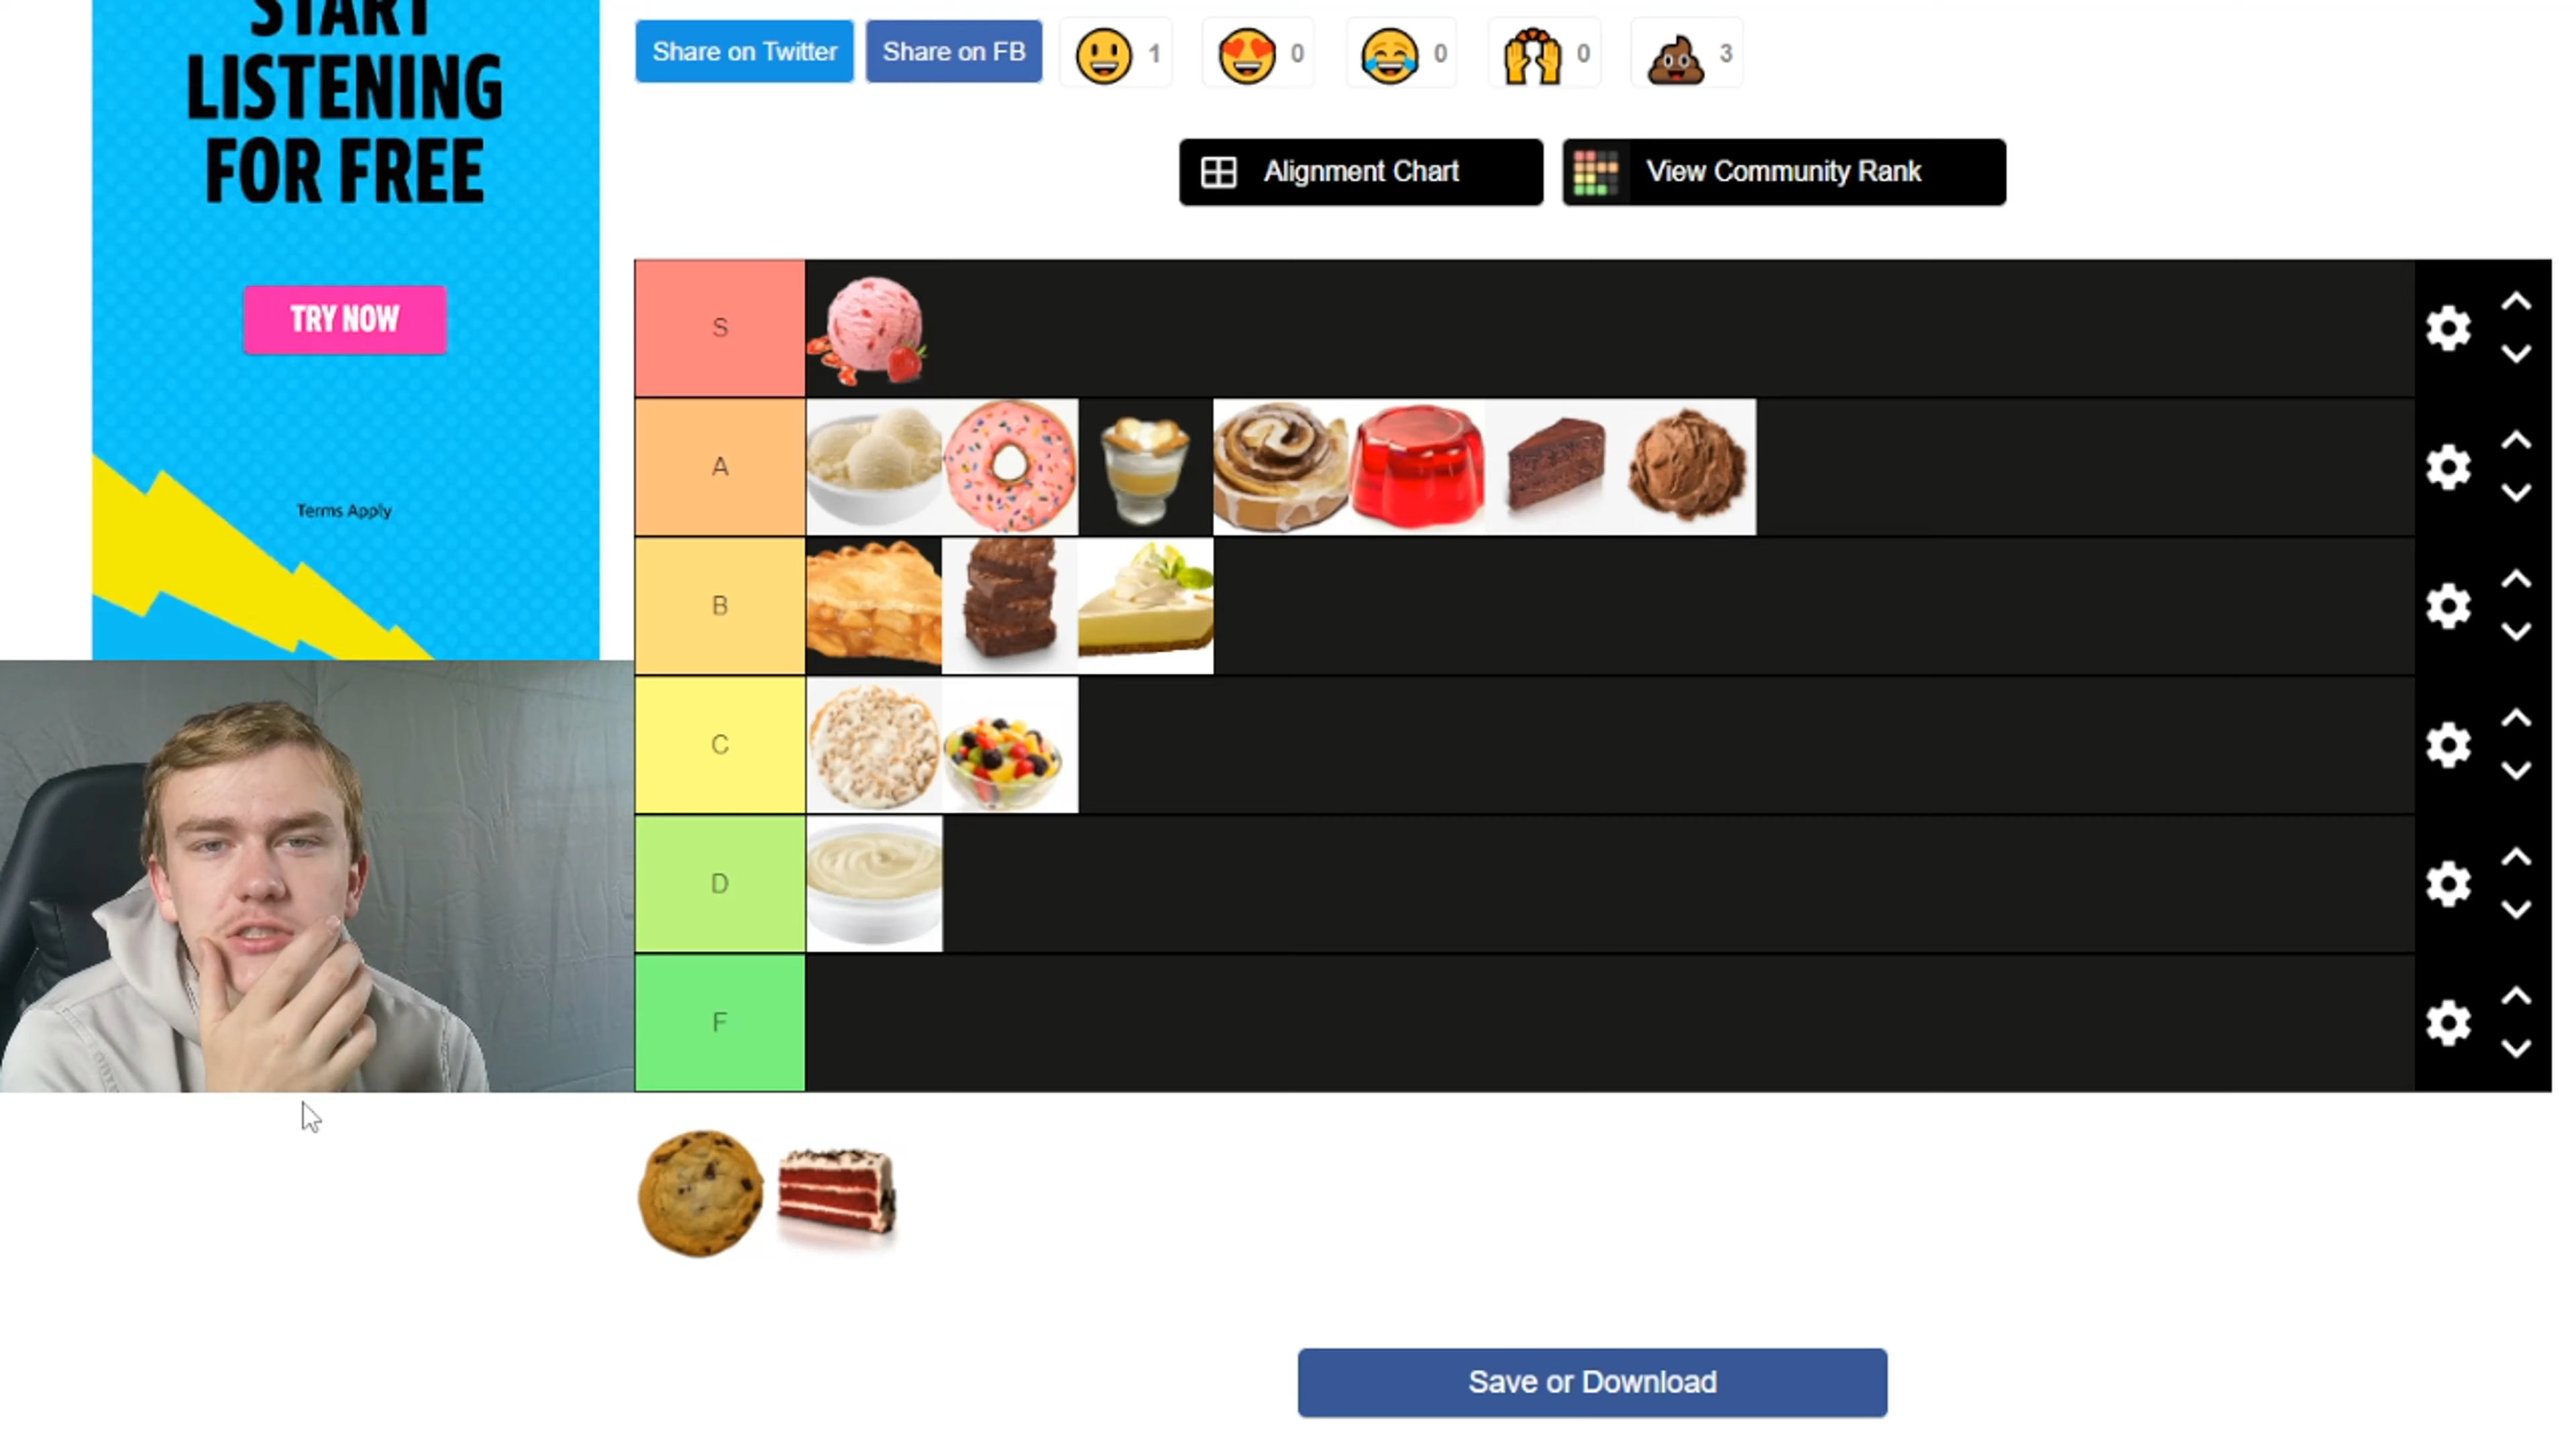 START
LISTENING
FOR FREE
TRY NOW
Terms Apply
Share on Twitter
Share on FB
1
0
0
0
3
Alignment Chart
View Community Rank
S
A
B
C
D
F
Save or Download